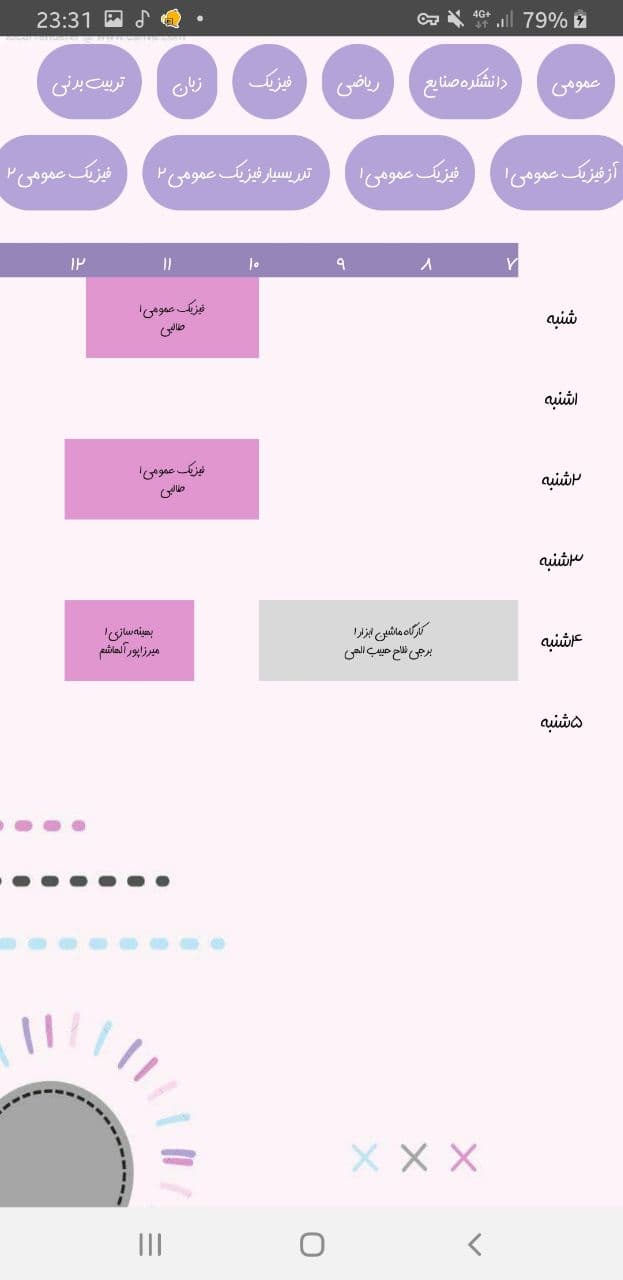 23:31
4G+
79%
عمومی
دانشکده صنایع
ریاضی
فیزیک
زبان
تربیت بدنی
آز فیزیک عمومی ۱
فیزیک عمومی ۱
تدریسیار فیزیک عمومی ۲
فیزیک عمومی ۲
۷ ۸ ۹ ۱۰ ۱۱ ۱۲
شنبه
فیزیک عمومی ۱
طالبی
۱شنبه
۲شنبه
فیزیک عمومی ۱
طالبی
۳شنبه
۴شنبه
کارگاه ماشین ابزار ۱
برجی فلاح حبیب الهی
بهینه سازی ۱
میرزاپور آلهاشم
۵شنبه